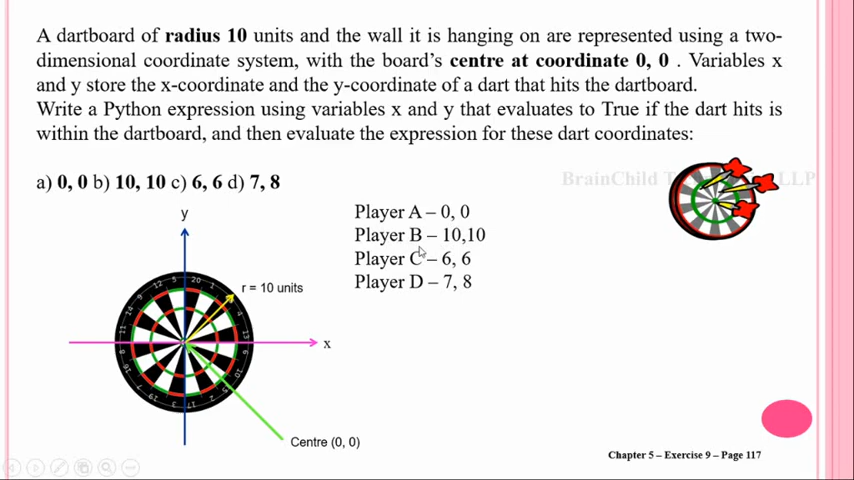 A dartboard of radius 10 units and the wall it is hanging on are represented using a two-
dimensional coordinate system, with the board's centre at coordinate 0, 0 . Variables x
and y store the x-coordinate and the y-coordinate of a dart that hits the dartboard.
Write a Python expression using variables x and y that evaluates to True if the dart hits is
within the dartboard, and then evaluate the expression for these dart coordinates:
a) 0, 0 b) 10, 10 c) 6, 6 d) 7, 8
BrainChild
LLP
y
Player A – 0, 0
Player B – 10,10
Player C – 6, 6
Player D – 7, 8
r = 10 units
x
Centre (0, 0)
Chapter 5 – Exercise 9 – Page 117